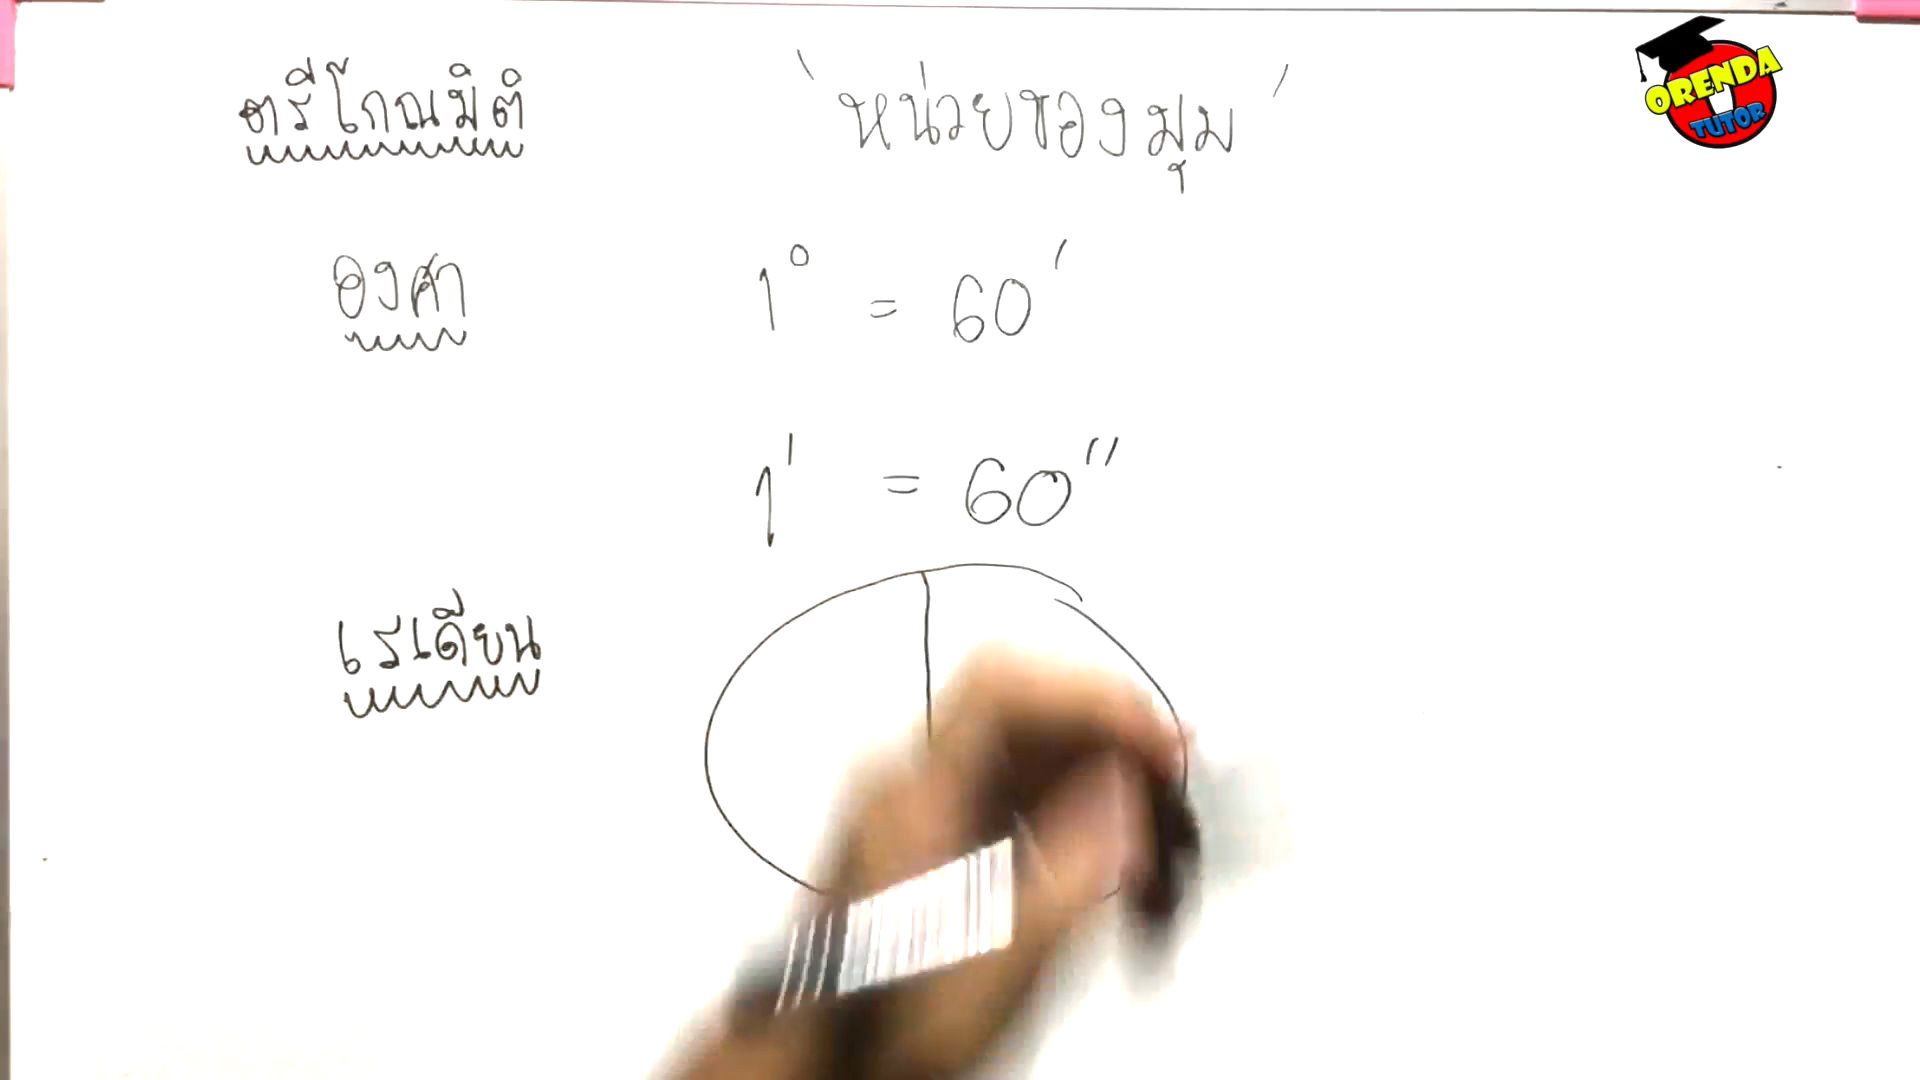 ตรีโกณมิติ
' หน่วยของมุม '
ORENDA
TUTOR
องศา
1° = 60'
1' = 60"
เรเดียน